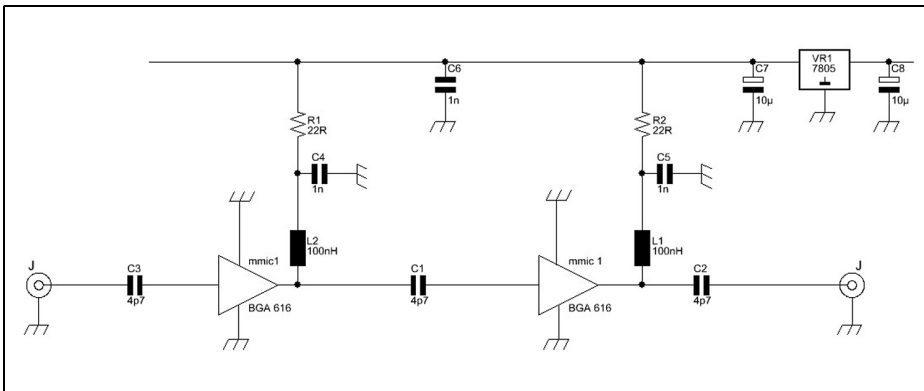 C6
1n
C7
10µ
VR1
7805
C8
10µ
R1
22R
R2
22R
C4
1n
C5
1n
L2
100nH
L1
100nH
J
C3
4p7
mmic1
BGA 616
C1
4p7
mmic 1
BGA 616
C2
4p7
J